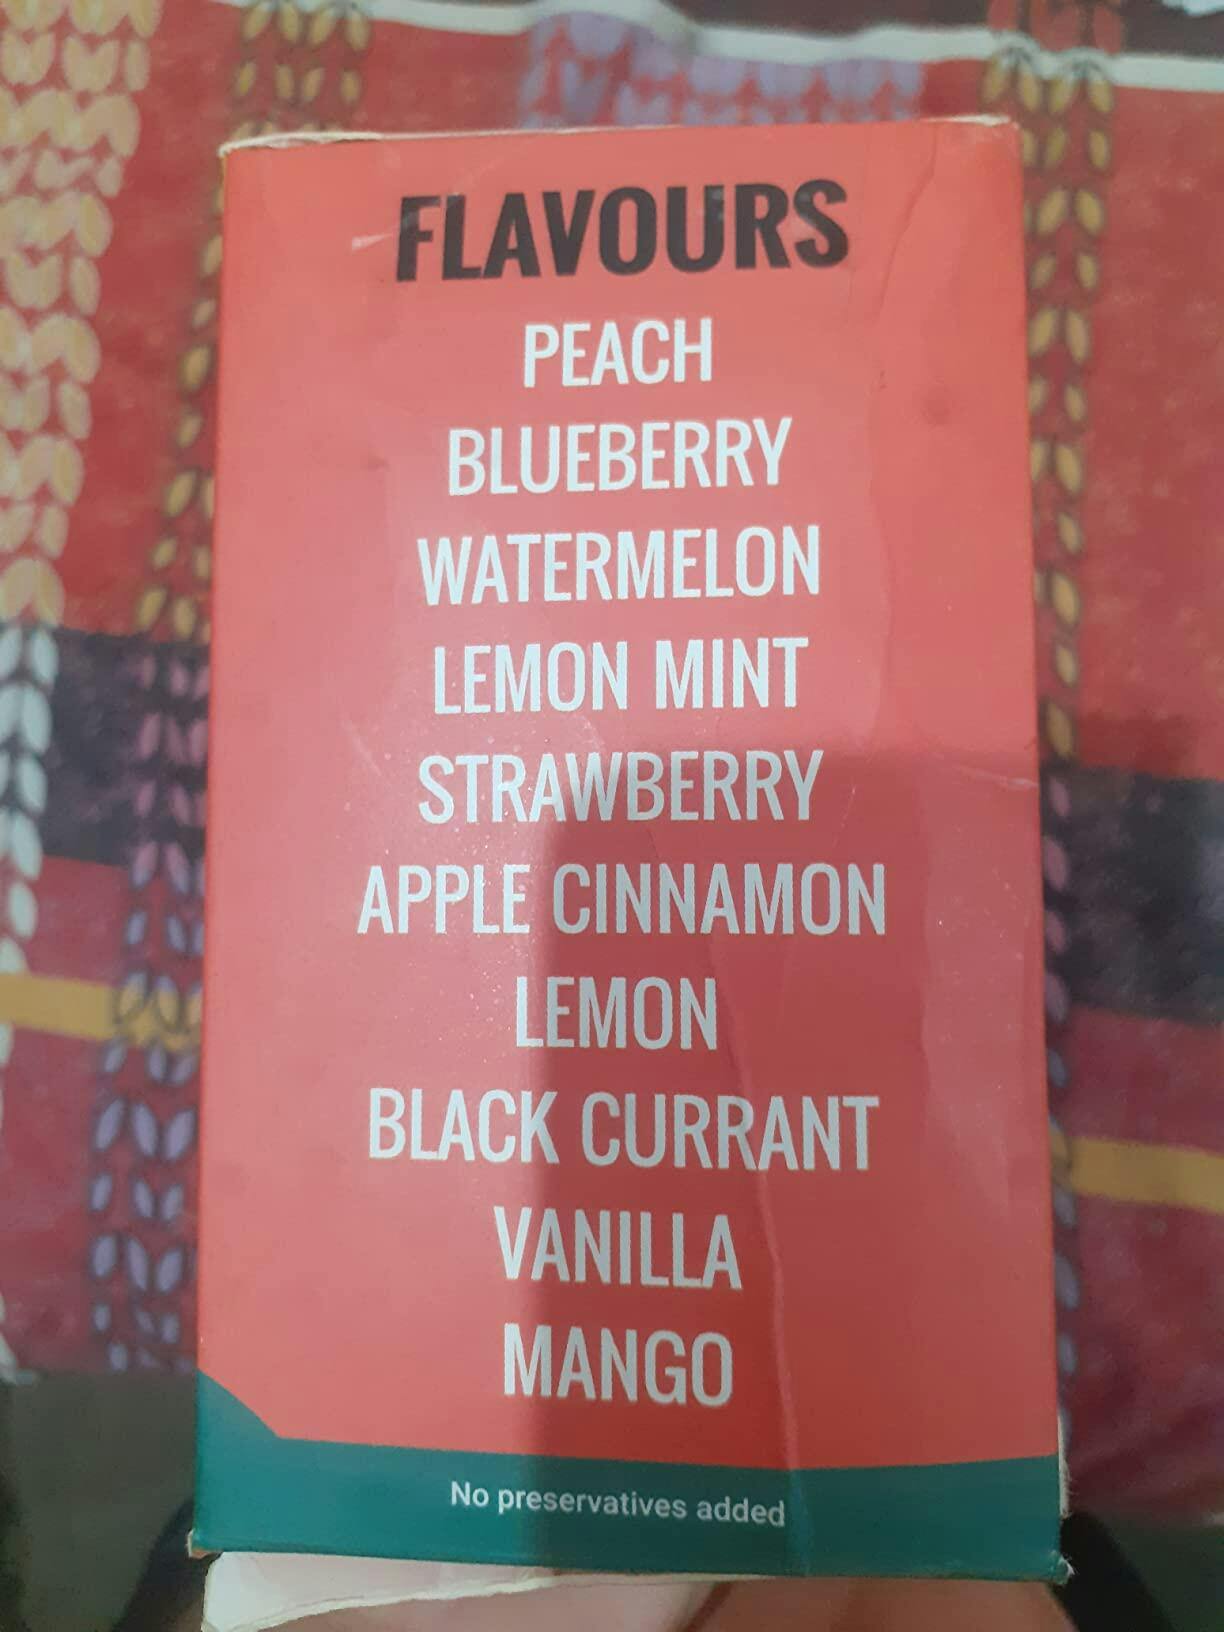 FLAVOURS
PEACH
BLUEBERRY
WATERMELON
LEMON MINT
STRAWBERRY
APPLE CINNAMON
LEMON
BLACK CURRANT
VANILLA
MANGO
No preservatives added